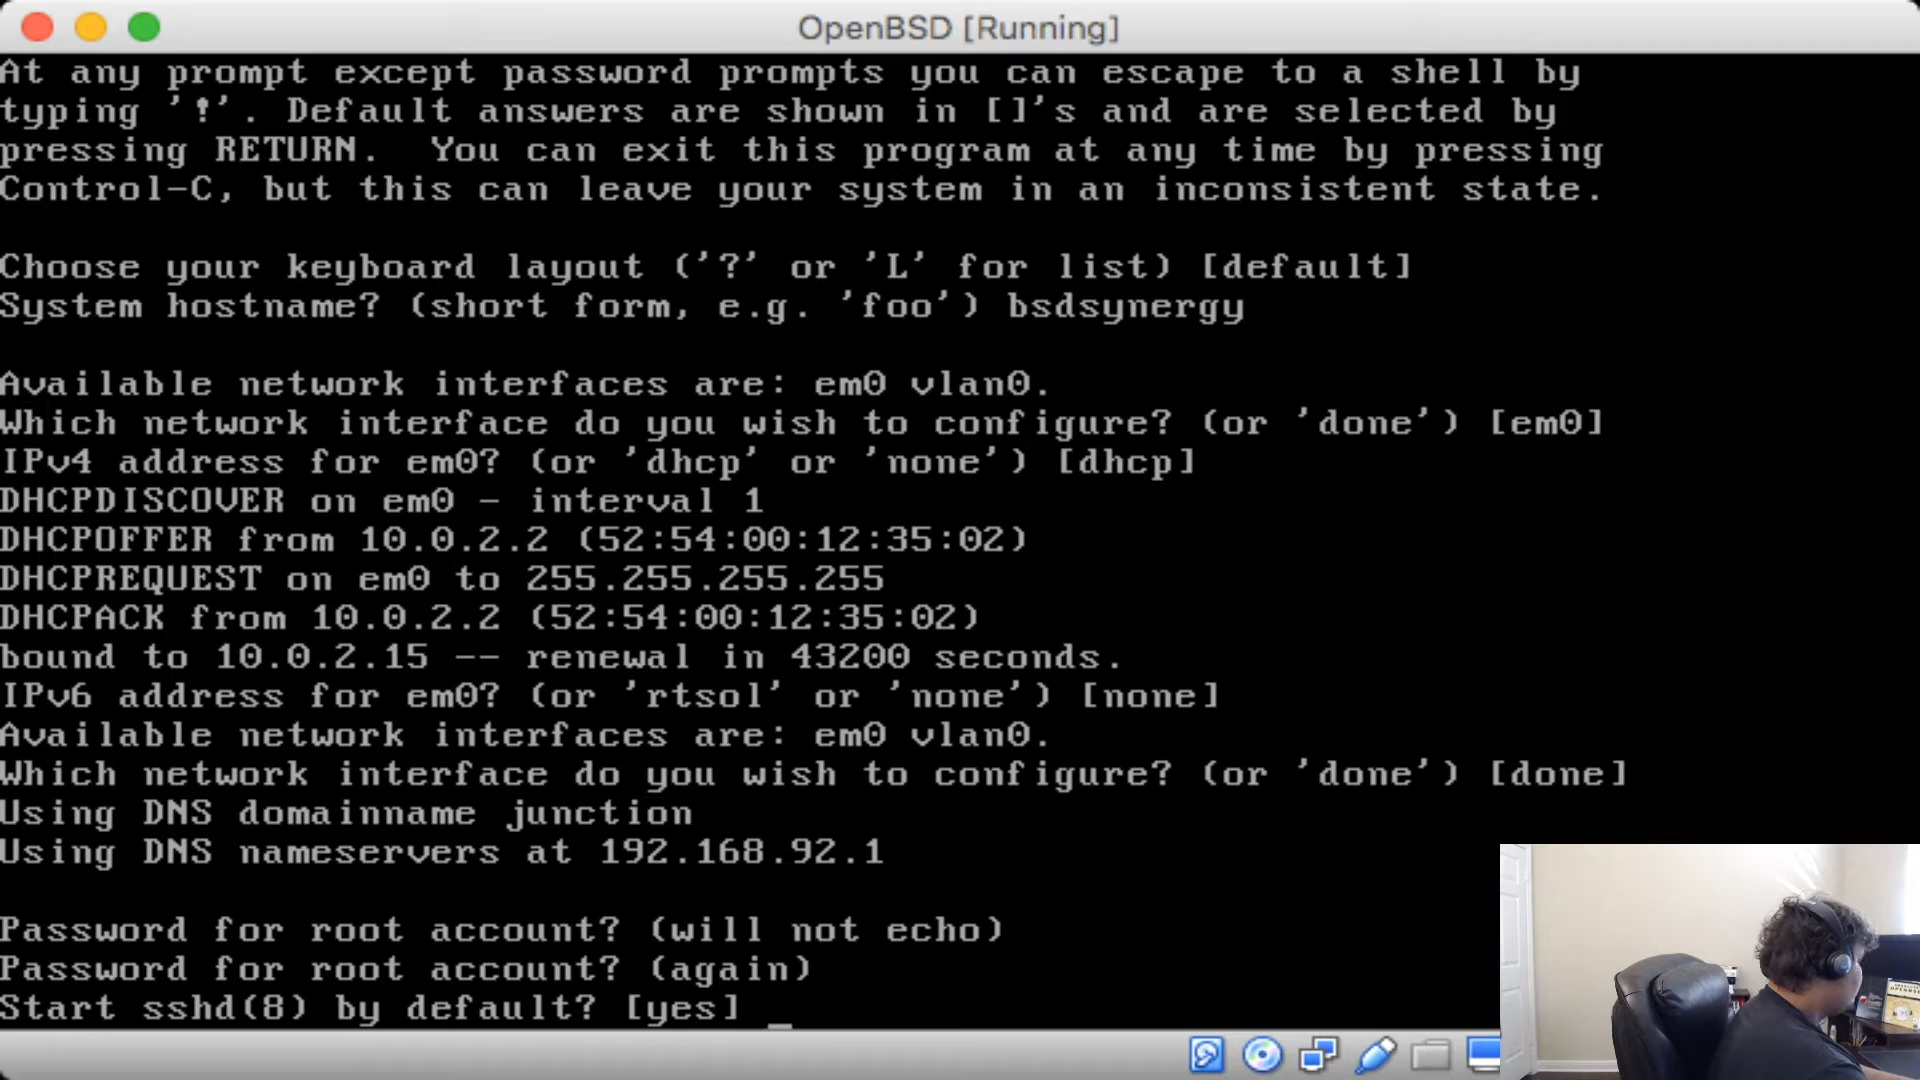 OpenBSD [Running]
At any prompt except password prompts you can escape to a shell by
typing '!'. Default answers are shown in []'s and are selected by
pressing RETURN.  You can exit this program at any time by pressing
Control-C, but this can leave your system in an inconsistent state.
Choose your keyboard layout ('?' or 'L' for list) [default]
System hostname? (short form, e.g. 'foo') bsdsynergy
Available network interfaces are: em0 vlan0.
Which network interface do you wish to configure? (or 'done') [em0]
IPv4 address for em0? (or 'dhcp' or 'none') [dhcp]
DHCPDISCOVER on em0 - interval 1
DHCPOFFER from 10.0.2.2 (52:54:00:12:35:02)
DHCPREQUEST on em0 to 255.255.255.255
DHCPACK from 10.0.2.2 (52:54:00:12:35:02)
bound to 10.0.2.15 -- renewal in 43200 seconds.
IPv6 address for em0? (or 'rtsol' or 'none') [none]
Available network interfaces are: em0 vlan0.
Which network interface do you wish to configure? (or 'done') [done]
Using DNS domainname junction
Using DNS nameservers at 192.168.92.1
Password for root account? (will not echo)
Password for root account? (again)
Start sshd(8) by default? [yes]